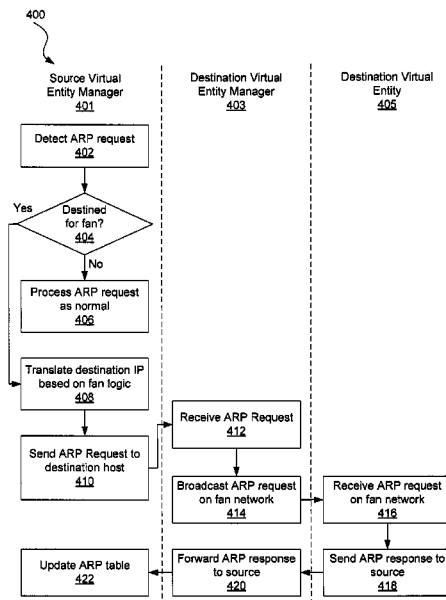 400
Source Virtual
Entity Manager
401
Destination Virtual
Entity Manager
403
Destination Virtual
Entity
405
Detect ARP request
402
Yes
Destined
for fan?
404
No
Process ARP request
as normal
406
Translate destination IP
based on fan logic
408
Send ARP Request to
destination host
410
Receive ARP Request
412
Broadcast ARP request
on fan network
414
Receive ARP request
on fan network
416
Send ARP response to
source
418
Forward ARP response
to source
420
Update ARP table
422